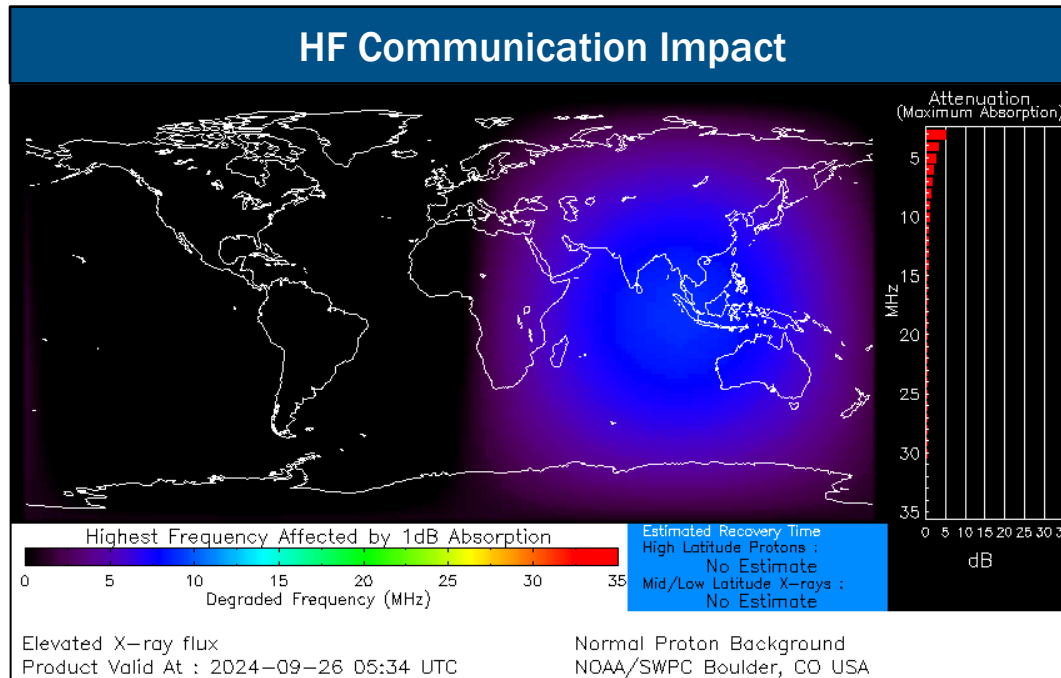 HF Communication Impact
Attenuation
(Maximum Absorption)
5
10
15
20
25
30
35
MHz
0 5 10 15 20 25 30 3
dB
Highest Frequency Affected by 1dB Absorption
0 5 10 15 20 25 30 35
Degraded Frequency (MHz)
Estimated Recovery Time
High Latitude Protons :
No Estimate
Mid/Low Latitude X-rays :
No Estimate
Elevated X-ray flux
Product Valid At : 2024-09-26 05:34 UTC
Normal Proton Background
NOAA/SWPC Boulder, CO USA